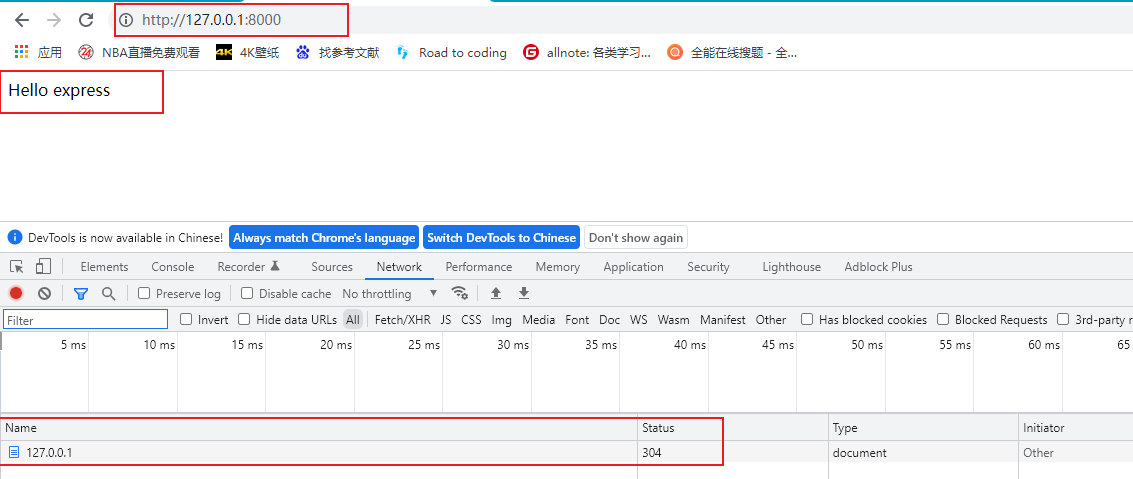 http://127.0.0.1:8000
应用 NBA直播免费观看 4K 4K壁纸 找参考文献 Road to coding allnote: 各类学习... 全能在线搜题 - 全...
Hello express
DevTools is now available in Chinese! Always match Chrome's language Switch DevTools to Chinese Don't show again
Elements Console Recorder Sources Network Performance Memory Application Security Lighthouse Adblock Plus
Preserve log Disable cache No throttling
Filter Invert Hide data URLs All Fetch/XHR JS CSS Img Media Font Doc WS Wasm Manifest Other Has blocked cookies Blocked Requests 3rd-party r
5 ms 10 ms 15 ms 20 ms 25 ms 30 ms 35 ms 40 ms 45 ms 50 ms 55 ms 60 ms 65
Name Status Type Initiator
127.0.0.1 304 document Other